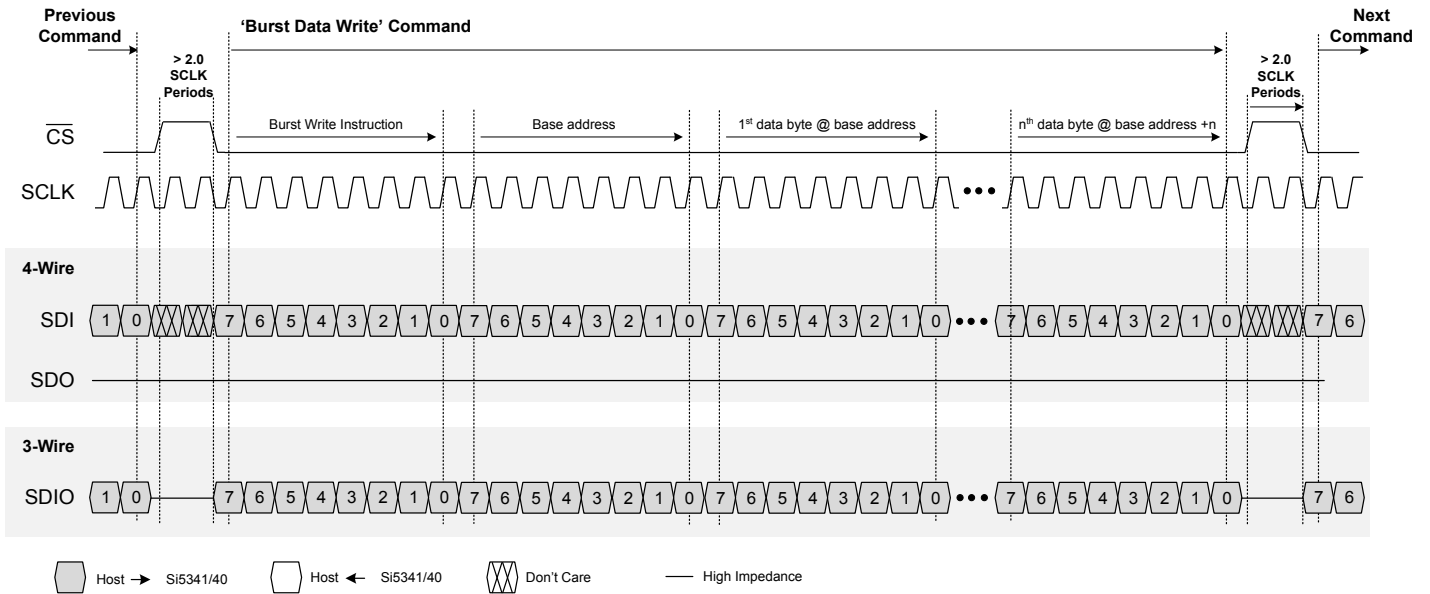 Previous
Command
'Burst Data Write' Command
Next
Command
> 2.0
SCLK
Periods
> 2.0
SCLK
Periods
CS
Burst Write Instruction
Base address
1st data byte @ base address
nth data byte @ base address +n
SCLK
4-Wire
SDI
1 0 7 6 5 4 3 2 1 0 7 6 5 4 3 2 1 0 7 6 5 4 3 2 1 0 7 6 5 4 3 2 1 0 7 6
SDO
3-Wire
SDIO
1 0 7 6 5 4 3 2 1 0 7 6 5 4 3 2 1 0 7 6 5 4 3 2 1 0 7 6 5 4 3 2 1 0 7 6
Host Si5341/40
Host Si5341/40
Don't Care
High Impedance